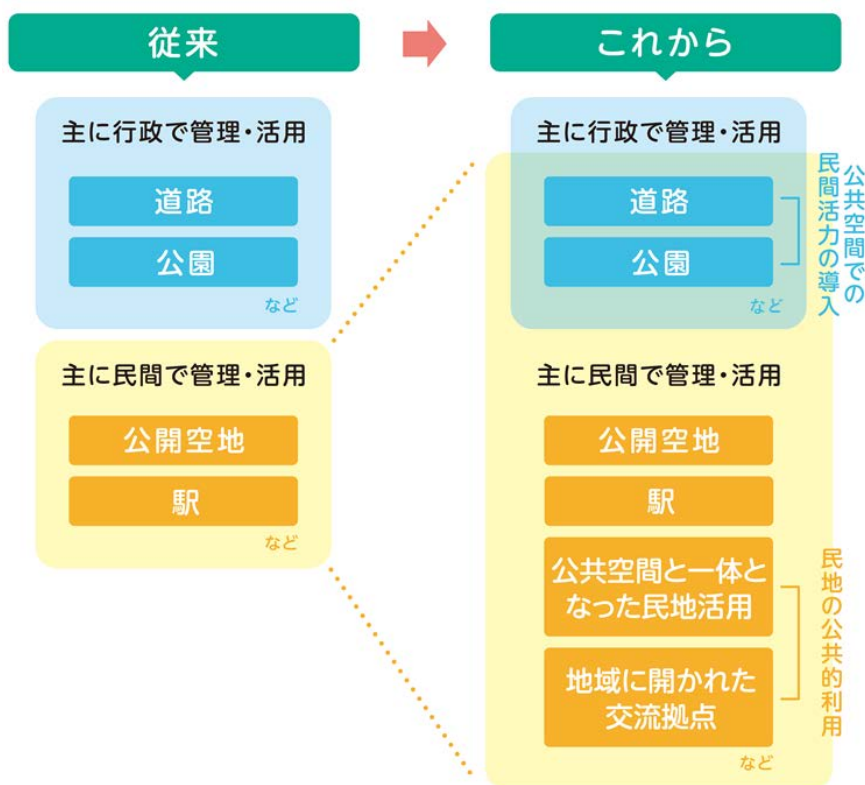 従来
主に行政で管理・活用
道路
公園
など
主に民間で管理・活用
公開空地
駅
など
これから
主に行政で管理・活用
道路
公園
など
公共空間での
民間活力の導入
主に民間で管理・活用
公開空地
駅
公共空間と一体と
なった民地活用
地域に開かれた
交流拠点
など
民地の公共的利用